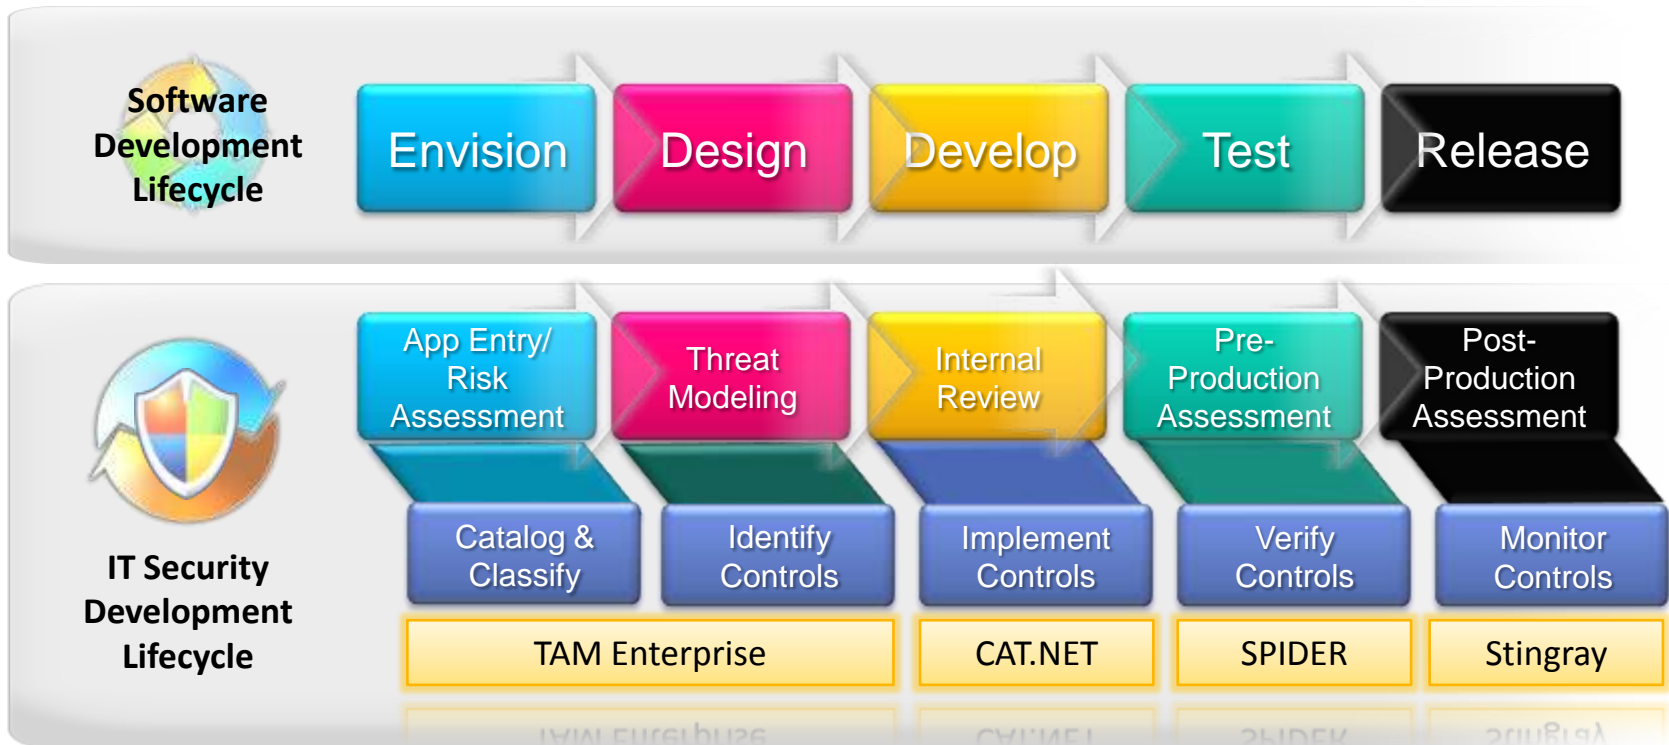 Software
Development
Lifecycle
Envision
Design
Develop
Test
Release
App Entry/
Risk
Assessment
Threat
Modeling
Internal
Review
Pre-
Production
Assessment
Post-
Production
Assessment
IT Security
Development
Lifecycle
Catalog &
Classify
Identify
Controls
Implement
Controls
Verify
Controls
Monitor
Controls
TAM Enterprise
CAT.NET
SPIDER
Stingray